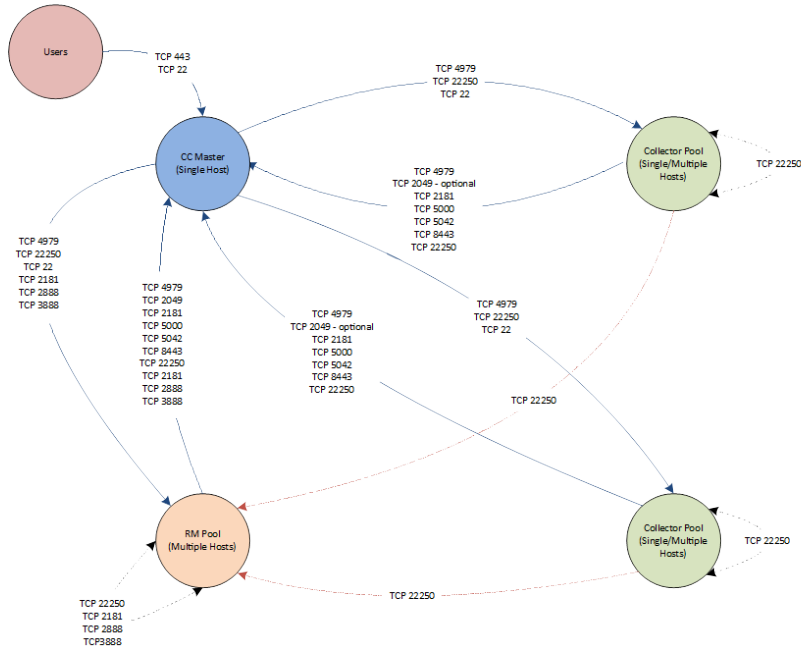 Users
TCP 443
TCP 22
TCP 4979
TCP 22250
TCP 22
CC Master
(Single Host)
Collector Pool
(Single/Multiple
Hosts)
TCP 22250
TCP 4979
TCP 2049 - optional
TCP 2181
TCP 5000
TCP 5042
TCP 8443
TCP 22250
TCP 4979
TCP 22250
TCP 22
TCP 2181
TCP 2888
TCP 3888
TCP 4979
TCP 2049
TCP 2181
TCP 5000
TCP 5042
TCP 8443
TCP 22250
TCP 2181
TCP 2888
TCP 3888
TCP 4979
TCP 2049 - optional
TCP 2181
TCP 5000
TCP 5042
TCP 8443
TCP 22250
TCP 4979
TCP 22250
TCP 22
TCP 22250
RM Pool
(Multiple Hosts)
Collector Pool
(Single/Multiple
Hosts)
TCP 22250
TCP 22250
TCP 22250
TCP 2181
TCP 2888
TCP3888